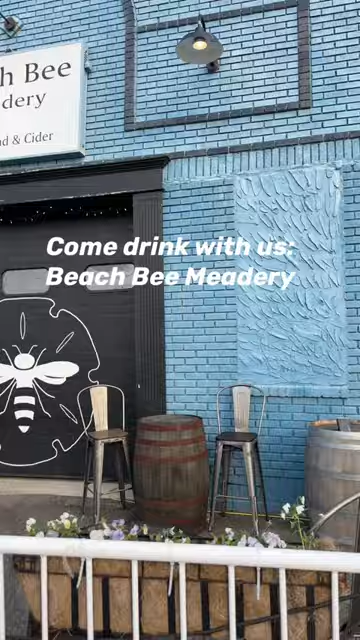 h Bee
dery
d & Cider
Come drink with us:
Beach Bee Meadery